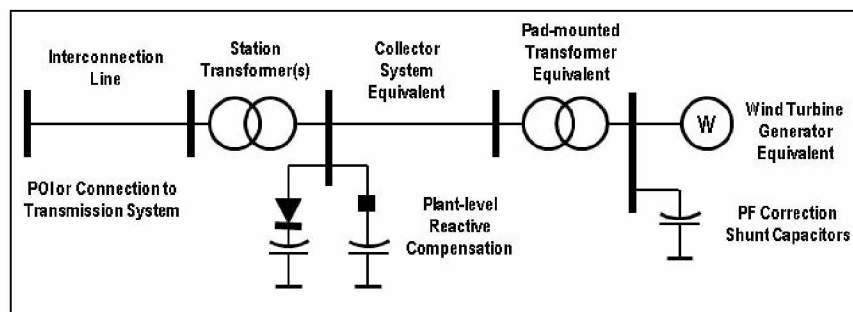 Interconnection
Line
Station
Transformer(s)
Collector
System
Equivalent
Pad-mounted
Transformer
Equivalent
W
Wind Turbine
Generator
Equivalent
POI or Connection to
Transmission System
Plant-level
Reactive
Compensation
PF Correction
Shunt Capacitors